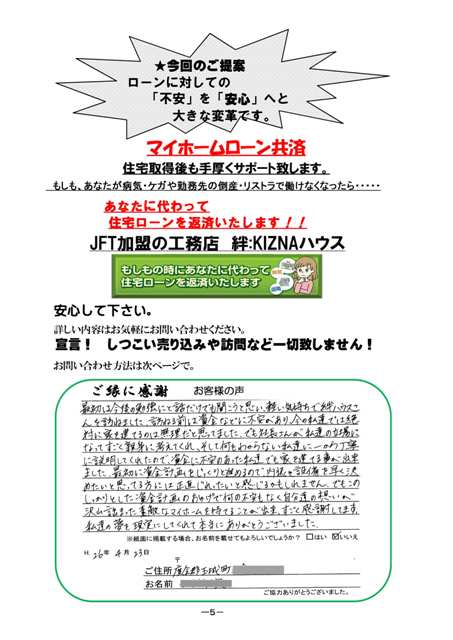 ★今回のご提案
ローンに対しての
「不安」を「安心」へと
大きな変革です。
マイホームローン共済
住宅取得後も手厚くサポート致します。
もしも、あなたが病気・ケガや勤務先の倒産・リストラで働けなくなったら・・・・・
あなたに代わって
住宅ローンを返済いたします！！
JFT加盟の工務店 絆:KIZNAハウス
もしもの時にあなたに代わって
住宅ローンを返済いたします
安心して下さい。
詳しい内容はお気軽にお問い合わせください。
宣言！ しつこい売り込みや訪問など一切致しません！
お問い合わせ方法は次ページで。
ご縁に感謝 お客様の声
最初は今後の勉強にと話だけでも聞こうと思い、軽い気持ちで絆ハウスさ
んを訪ねました。訪ねる前は資金などに不安があり、今の私達では絶
対に家を建てるのは無理だと思ってました。でも社長さんが私達の立場に
なってすごく親身に考えてくれ、そして何もわからない私達に一から丁寧
に説明してくれたので、資金に不安のあった私達でも家を建てる事が出来
ました。最初に資金計画をじっくりと進めるので内装や設備を早く決
めたいと思ってる方には正直じれったいと感じるかもしれません。でもこの
しっかりとした資金計画のおかげで何の不安もなく自分達の想いが
沢山詰まった素敵なマイホームを持てることが出来、すごく感謝してます。
私達の夢を現実にしてくれて本当にありがとうございました。
※紙面に掲載する場合、お名前を載せてもよろしいでしょうか？ □はい ☑いいえ
H. 26年 4月 23日
〒
ご住所 度会郡玉城町
お名前
ご協力ありがとうございました。
－5－